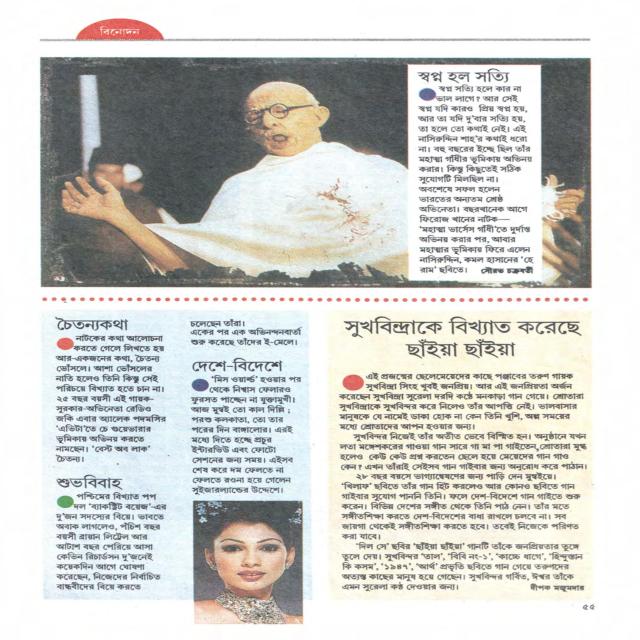 বিনোদন
স্বপ্ন হল সত্যি
স্বপ্ন সত্যি হলে কার না
ভাল লাগে? আর সেই
স্বপ্ন যদি কারও প্রিয় স্বপ্ন হয়,
আর তা যদি দু'বার সত্যি হয়,
তা হলে তো কথাই নেই। এই
নাসিরুদ্দিন শাহ'র কথাই ধরো
না। বহু বছরের ইচ্ছে ছিল তাঁর
মহাত্মা গাঁধীর ভূমিকায় অভিনয়
করার। কিন্তু কিছুতেই সঠিক
সুযোগটি মিলছিল না।
অবশেষে সফল হলেন
ভারতের অন্যতম শ্রেষ্ঠ
অভিনেতা। বছরখানেক আগে
ফিরোজ খানের নাটক—
'মহাত্মা ভার্সেস গাঁধী'তে দুর্দান্ত
অভিনয় করার পর, আবার
মহাত্মার ভূমিকায় ফিরে এলেন
নাসিরুদ্দিন, কমল হাসানের 'হে
রাম' ছবিতে। সৌরভ চক্রবর্তী
চৈতন্যকথা
নাটকের কথা আলোচনা
করতে গেলে লিখতে হয়
আর-একজনের কথা, চৈতন্য
ভোঁসলে। আশা ভোঁসলের
নাতি হলেও তিনি কিন্তু সেই
পরিচয়ে বিখ্যাত হতে চান না।
২৫ বছর বয়সী এই গায়ক-
সুরকার-অভিনেতা রেডিও
জকি এবার অ্যালেক পদমসির
'এভিটা'তে চে গুয়েভারার
ভূমিকায় অভিনয় করতে
নামছেন। 'বেস্ট অব লাক'
চৈতন্য।
শুভবিবাহ
পশ্চিমের বিখ্যাত পপ
দল 'ব্যাকস্ট্রিট বয়েজ'-এর
দু'জন সদস্যের বিয়ে। ভাবতে
অবাক লাগলেও, পঁচিশ বছর
বয়সী ব্রায়ান লিট্রেল আর
আটাশ বছর পেরিয়ে আসা
কেভিন রিচার্ডসন দু'জনেই
কয়েকদিন আগে ঘোষণা
করেছেন, নিজেদের নির্বাচিত
বান্ধবীদের বিয়ে করতে
চলেছেন তাঁরা।
একের পর এক অভিনন্দনবার্তা
শুরু করেছে তাঁদের ই-মেলে।
দেশে-বিদেশে
'মিস ওয়ার্ল্ড' হওয়ার পর
থেকে নিশ্বাস ফেলারও
ফুরসত পাচ্ছেন না যুক্তামুখী।
আজ মুম্বই তো কাল দিল্লি;
পরশু কলকাতা, তো তার
পরের দিন বাঙ্গালোর। এরই
মধ্যে দিতে হচ্ছে প্রচুর
ইন্টারভিউ এবং ফোটো
সেশনের জন্য সময়। এইসব
শেষ করে দম ফেলতে না
ফেলতে রওনা হয়ে গেলেন
সুইজারল্যান্ডের উদ্দেশে।
সুখবিন্দ্রাকে বিখ্যাত করেছে
ছাঁইয়া ছাঁইয়া
এই প্রজন্মের ছেলেমেয়েদের কাছে পঞ্জাবের তরুণ গায়ক
সুখবিন্দ্রা সিংহ খুবই জনপ্রিয়। আর এই জনপ্রিয়তা অর্জন
করেছেন সুখবিন্দ্রা সুরেলা দরদি কণ্ঠে মনকাড়া গান গেয়ে। শ্রোতারা
সুখবিন্দ্রাকে সুখবিন্দর করে নিলেও তাঁর আপত্তি নেই। ভালবাসার
মানুষকে যে নামেই ডাকা হোক না কেন তিনি খুশি, অল্প সময়ের
মধ্যে শ্রোতাদের আপন হওয়ার জন্য।
সুখবিন্দর নিজেই তাঁর অতীত ভেবে বিস্মিত হন। অনুষ্ঠানে যখন
লতা মঙ্গেশকরের গাওয়া গান সারে গা মা পা গাইতেন, শ্রোতারা মুগ্ধ
হলেও কেউ কেউ প্রশ্ন করতেন ছেলে হয়ে মেয়েদের গান গাও
কেন? এখন তাঁরাই সেইসব গান গাইবার জন্য অনুরোধ করে পাঠান।
২৮ বছর বয়সে ভাগ্যান্বেষণের জন্য পাড়ি দেন মুম্বইয়ে।
'খিলাফ' ছবিতে তাঁর গান হিট করলেও আর কোনও ছবিতে গান
গাইবার সুযোগ পাননি তিনি। ফলে দেশ-বিদেশে গান গাইতে শুরু
করেন। বিভিন্ন দেশের সঙ্গীত থেকে তিনি পাঠ নেন। তাঁর মতে
সঙ্গীতশিক্ষা করতে দেশ-বিদেশের বাধা রাখলে চলবে না। সব
জায়গা থেকেই সঙ্গীতশিক্ষা করতে হবে। তবেই নিজেকে পরিণত
করা যাবে।
'দিল সে' ছবির 'ছাঁইয়া ছাঁইয়া' গানটি তাঁকে জনপ্রিয়তার তুঙ্গে
তুলে দেয়। সুখবিন্দর 'তাল', 'বিবি নং-১', 'কাচ্চে ধাগে', 'হিন্দুস্তান
কি কসম', '১৯৪৭', 'আর্থ' প্রভৃতি ছবিতে গান গেয়ে তরুণদের
অত্যন্ত কাছের মানুষ হয়ে গেছেন। সুখবিন্দর গর্বিত, ঈশ্বর তাঁকে
এমন সুরেলা কণ্ঠ দেওয়ার জন্য। দীপক মজুমদার
৫৫